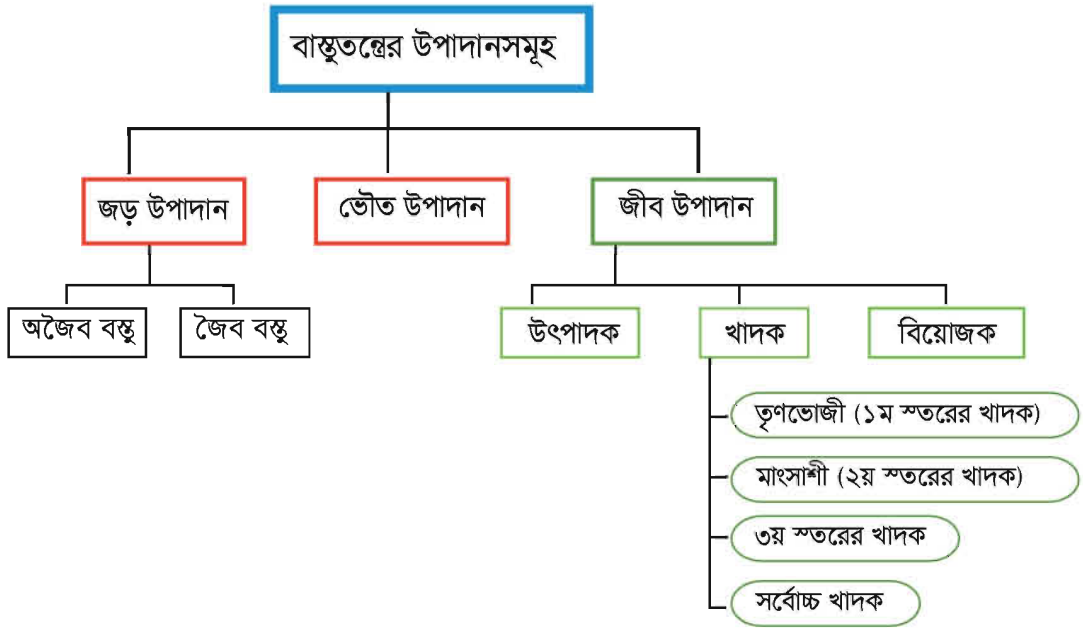 বাস্তুতন্ত্রের উপাদানসমূহ
জড় উপাদান
ভৌত উপাদান
জীব উপাদান
অজৈব বস্তু
জৈব বস্তু
উৎপাদক
খাদক
বিয়োজক
তৃণভোজী (১ম স্তরের খাদক)
মাংসাশী (২য় স্তরের খাদক)
৩য় স্তরের খাদক
সর্বোচ্চ খাদক